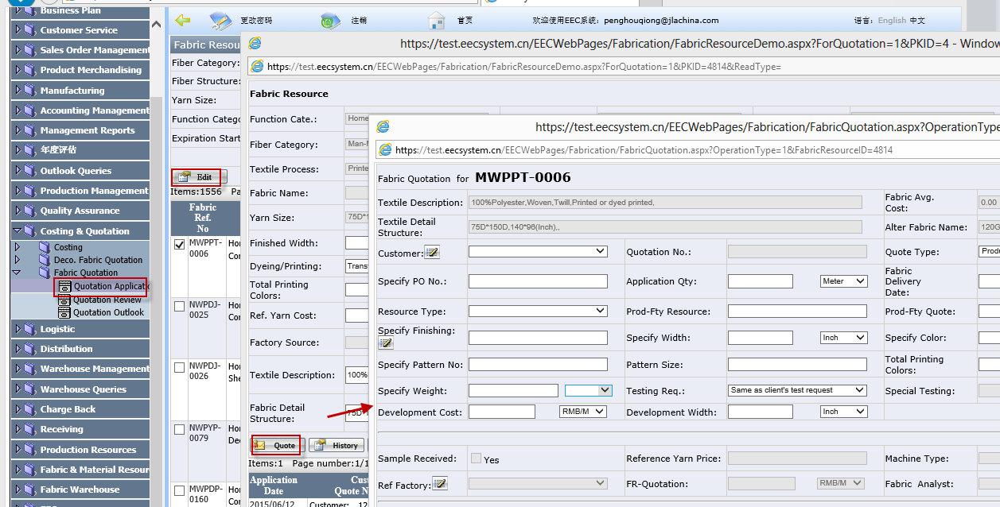 Business Plan
Customer Service
Sales Order Management
Product Merchandising
Manufacturing
Accounting Management
Management Reports
年度评估
Outlook Queries
Production Management
Quality Assurance
Costing & Quotation
Costing
Deco. Fabric Quotation
Fabric Quotation
Quotation Applicati
Quotation Review
Quotation Outlook
Logistic
Distribution
Warehouse Management
Warehouse Queries
Charge Back
Receiving
Production Resources
Fabric & Material Resour
Fabric Warehouse
更改密码
注销
首页
欢迎使用EEC系统: penghouqiong@jlachina.com
语言: English 中文
Fabric Resou
Fiber Category:
Fiber Structure:
Yarn Size:
Function Catego
Expiration Start
Edit
Items:1556 Pa
Fabric
Ref.
No
MWPPT-
0006
Hor
Cor
NWPDJ-
0025
Hor
Cor
NWPDJ-
0026
Hor
She
NWPYP-
0079
Hor
Dec
MWPDP-
0160
Hor
Cor
https://test.eecsystem.cn/EECWebPages/Fabrication/FabricResourceDemo.aspx?ForQuotation=1&PKID=4 - Window
https://test.eecsystem.cn/EECWebPages/Fabrication/FabricResourceDemo.aspx?ForQuotation=1&PKID=4814&ReadType=
Fabric Resource
Function Cate.: Home
Fiber Category: Man-M
Textile Process: Printe
Fabric Name:
Yarn Size: 75D*1
Finished Width:
Dyeing/Printing: Trans
Total Printing
Colors:
Ref. Yarn Cost:
Factory Source:
Textile Description: 100%
Fabric Detail
Structure: 75D*1
Quote History
Items:1 Page number:1/1
Application
Date
Cus
Quote N
2015/06/12 Customer: 12
https://test.eecsystem.cn/EECWebPages/Fabrication/FabricQuotation.aspx?OperationType
https://test.eecsystem.cn/EECWebPages/Fabrication/FabricQuotation.aspx?OperationType=1&FabricResourceID=4814
Fabric Quotation for MWPPT-0006
Textile Description: 100%Polyester,Woven,Twill,Printed or dyed printed, Fabric Avg.
Cost: 0.00
Textile Detail
Structure: 75D*150D,140*96(Inch),, Alter Fabric Name: 120G
Customer: Quotation No.: Quote Type: Produ
Specify PO No.: Application Qty: Meter Fabric
Delivery
Date:
Resource Type: Prod-Fty Resource: Prod-Fty Quote:
Specify Finishing: Specify Width: Inch Specify Color:
Specify Pattern No: Pattern Size: Total Printing
Colors:
Specify Weight: Testing Req.: Same as client's test request Special Testing:
Development Cost: RMB/M Development Width: Inch
Sample Received: Yes Reference Yarn Price: Machine Type:
Ref Factory: FR-Quotation: RMB/M Fabric Analyst: